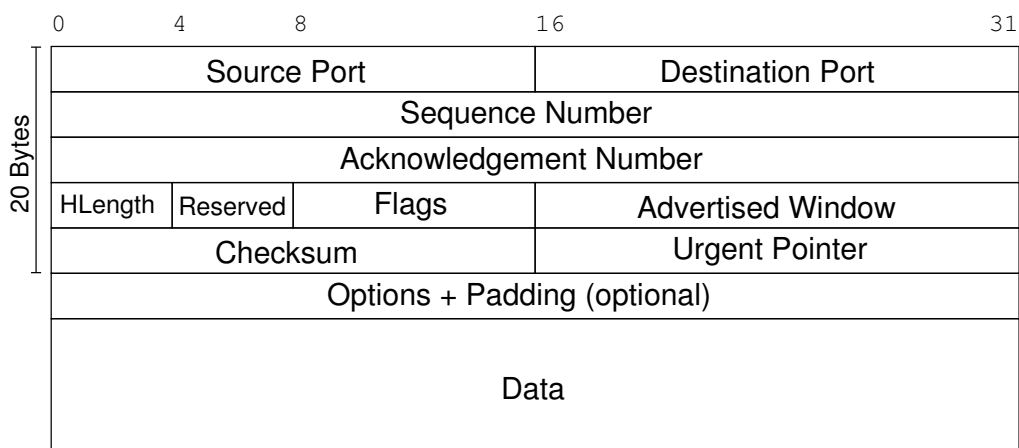 0 4 8 16 31
Source Port Destination Port
Sequence Number
Acknowledgement Number
HLength Reserved Flags Advertised Window
Checksum Urgent Pointer
Options + Padding (optional)
Data
20 Bytes